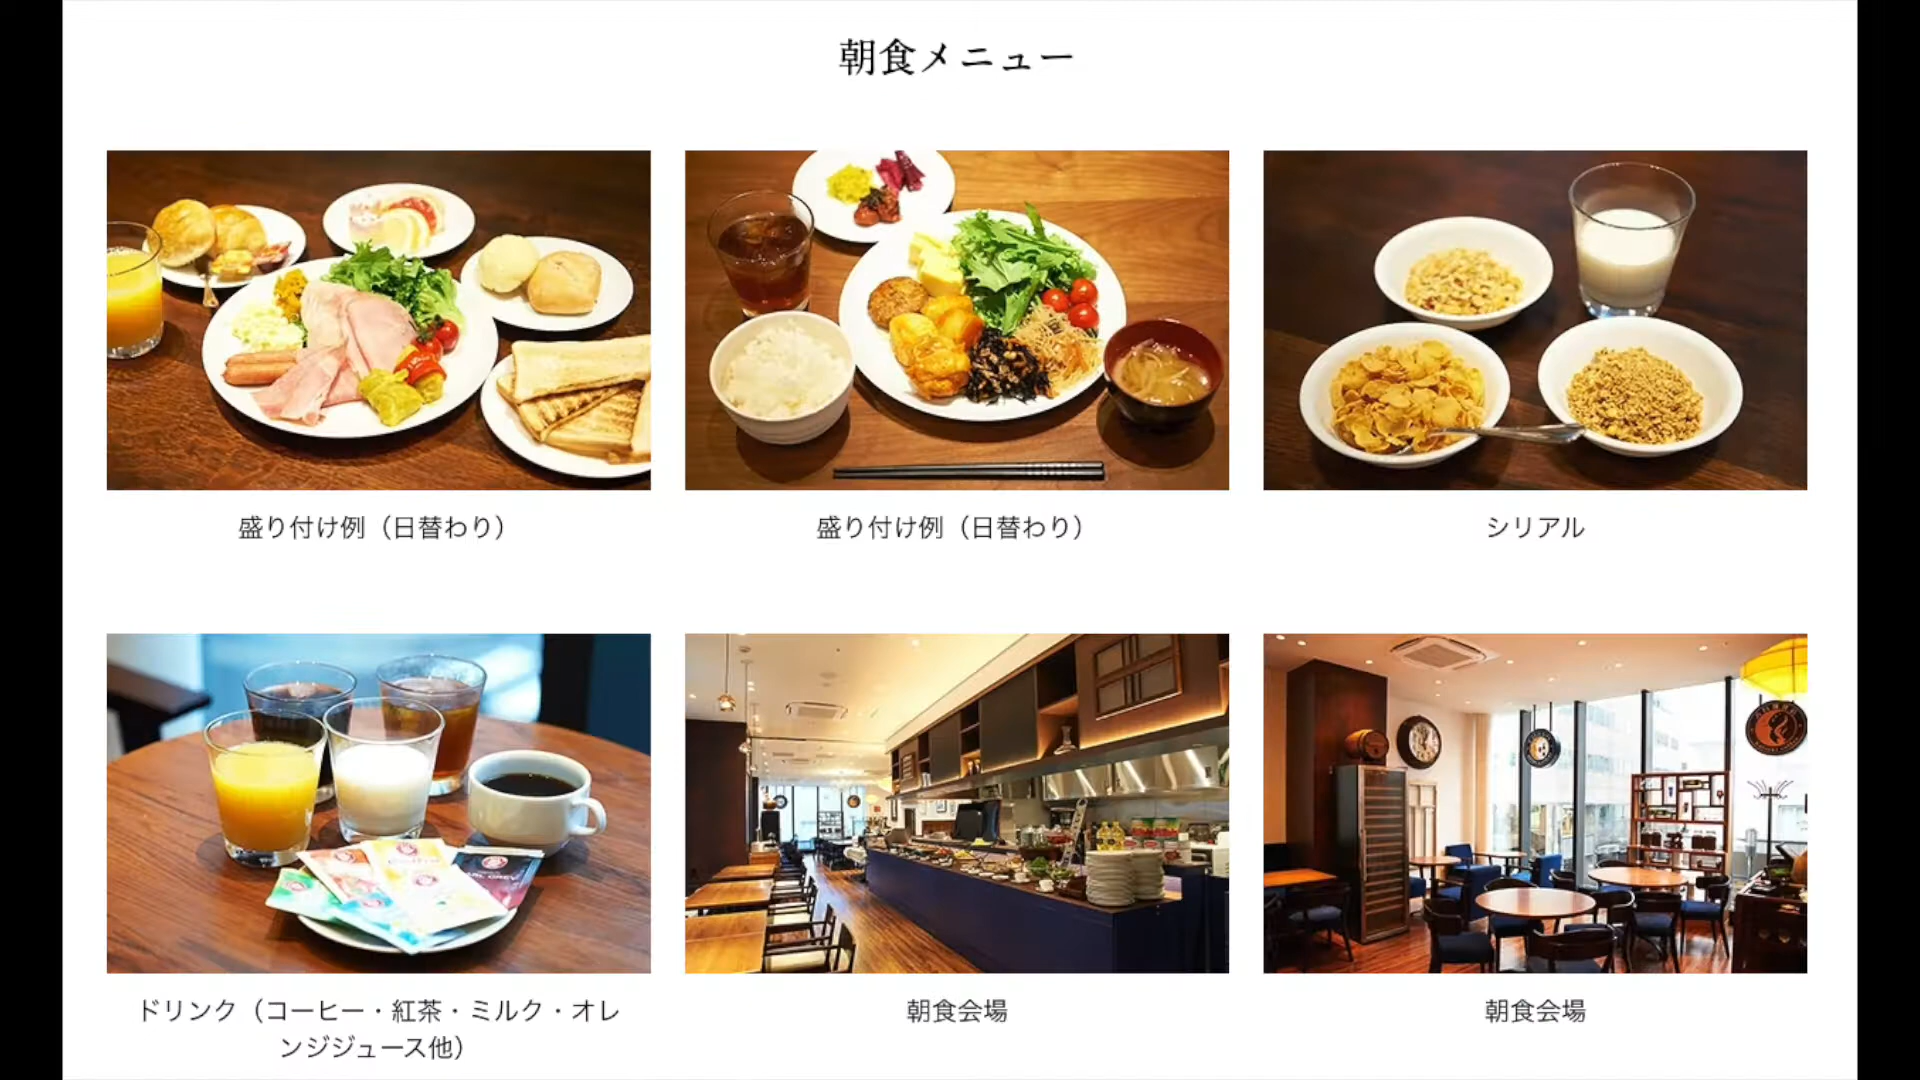 朝食メニュー
盛り付け例（日替わり）
盛り付け例（日替わり）
シリアル
ドリンク（コーヒー・紅茶・ミルク・オレ
ンジジュース他）
朝食会場
朝食会場